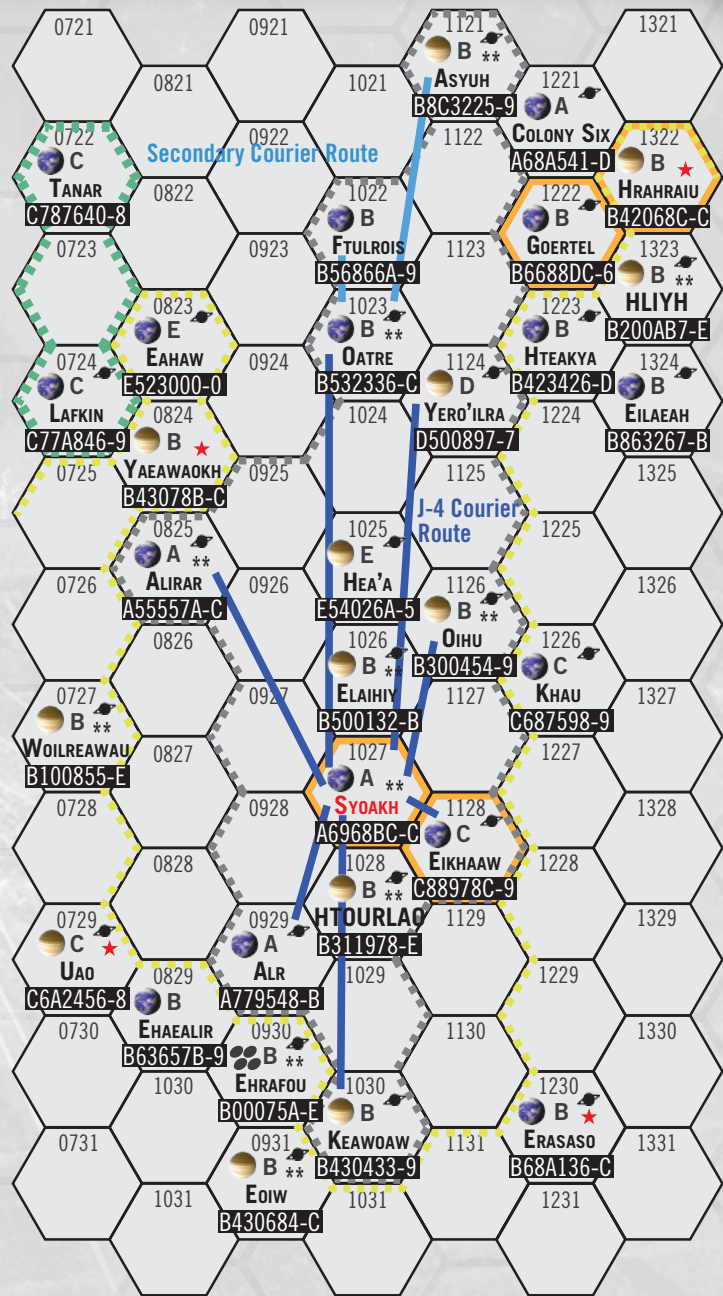 0721
0921
1121
1321
B
**
Asyuh
B8C3225-9
0821
1021
1221
A
Colony Six
A68A541-D
0722
C
Tanar
C787640-8
Secondary Courier Route
0922
1122
1322
B
Hrahraiu
B42068C-C
0822
1022
B
Ftulrois
B56866A-9
1222
B
Goertel
B6688DC-6
0723
0923
1123
1323
B
**
HLIYH
B200AB7-E
0823
E
Eahaw
E523000-0
1023
B
**
Oatre
B532336-C
1223
B
Hteakya
B423426-D
0724
C
Lafkin
C77A846-9
0924
1124
D
Yero'ilra
D500897-7
1324
B
Eilaeah
B863267-B
0824
B
Yaeawaokh
B43078B-C
1024
1224
0725
0925
1125
1325
J-4 Courier
Route
0825
A
**
Alirar
A55557A-C
1025
E
Hea'a
E54026A-5
1225
0726
0926
1126
B
**
Oihu
B300454-9
1326
0826
1026
B
**
Elaihiy
B500132-B
1226
C
Khau
C687598-9
0727
B
**
Woilreawau
B100855-E
0927
1127
1327
0827
1027
A
**
Syoakh
A6968BC-C
1227
0728
0928
1128
C
Eikhaaw
C88978C-9
1328
0828
1028
B
**
HTOURLAO
B311978-E
1228
0729
C
Uao
C6A2456-8
0929
A
Alr
A779548-B
1129
1329
0829
B
Ehaealir
B63657B-9
1029
1229
0730
0930
B
**
Ehrafou
B00075A-E
1130
1330
1030
1030
B
Keawoaw
B430433-9
1230
B
Erasaso
B68A136-C
0731
0931
B
**
Eoiw
B430684-C
1131
1331
1031
1031
1231